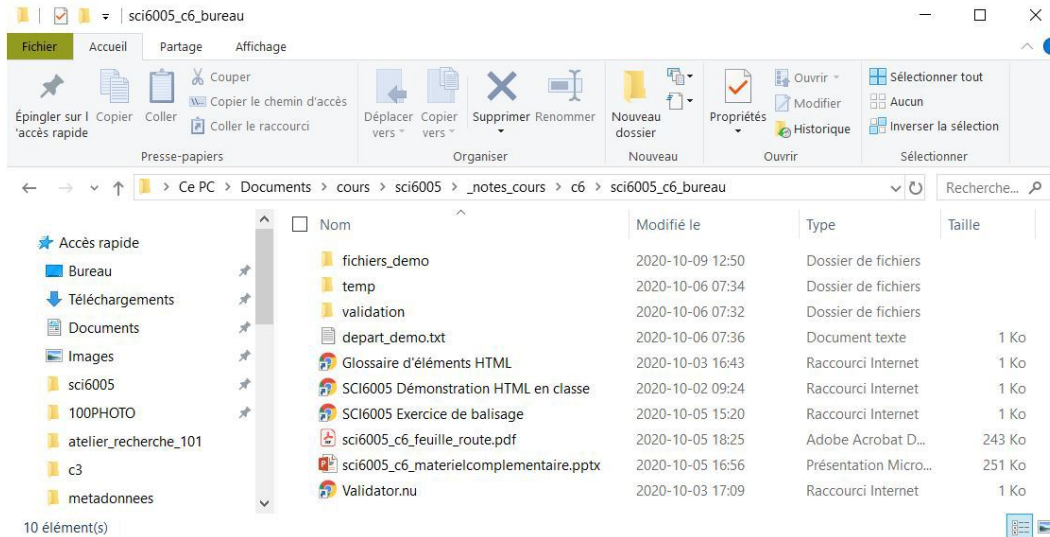 sci6005_c6_bureau
Fichier Accueil Partage Affichage
Épingler sur l'accès rapide
Copier
Coller
Couper
Copier le chemin d'accès
Coller le raccourci
Presse-papiers
Déplacer vers
Copier vers
Supprimer
Renommer
Organiser
Nouveau dossier
Nouveau
Propriétés
Ouvrir
Modifier
Historique
Ouvrir
Sélectionner tout
Aucun
Inverser la sélection
Sélectionner
Ce PC > Documents > cours > sci6005 > _notes_cours > c6 > sci6005_c6_bureau
Recherche...
Accès rapide
Bureau
Téléchargements
Documents
Images
sci6005
100PHOTO
atelier_recherche_101
c3
metadonnees
Nom Modifié le Type Taille
fichiers_demo 2020-10-09 12:50 Dossier de fichiers
temp 2020-10-06 07:34 Dossier de fichiers
validation 2020-10-06 07:32 Dossier de fichiers
depart_demo.txt 2020-10-06 07:36 Document texte 1 Ko
Glossaire d'éléments HTML 2020-10-03 16:43 Raccourci Internet 1 Ko
SCI6005 Démonstration HTML en classe 2020-10-02 09:24 Raccourci Internet 1 Ko
SCI6005 Exercice de balisage 2020-10-05 15:20 Raccourci Internet 1 Ko
sci6005_c6_feuille_route.pdf 2020-10-05 18:25 Adobe Acrobat D... 243 Ko
sci6005_c6_materielcomplementaire.pptx 2020-10-05 16:56 Présentation Micro... 251 Ko
Validator.nu 2020-10-03 17:09 Raccourci Internet 1 Ko
10 élément(s)